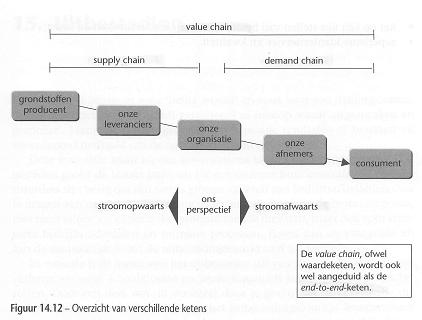 value chain
supply chain
demand chain
grondstoffen
producent
onze
leveranciers
onze
organisatie
onze
afnemers
consument
stroomopwaarts
ons
perspectief
stroomafwaarts
De value chain, ofwel
waardeketen, wordt ook
wel aangeduid als de
end-to-end-keten.
Figuur 14.12 – Overzicht van verschillende ketens